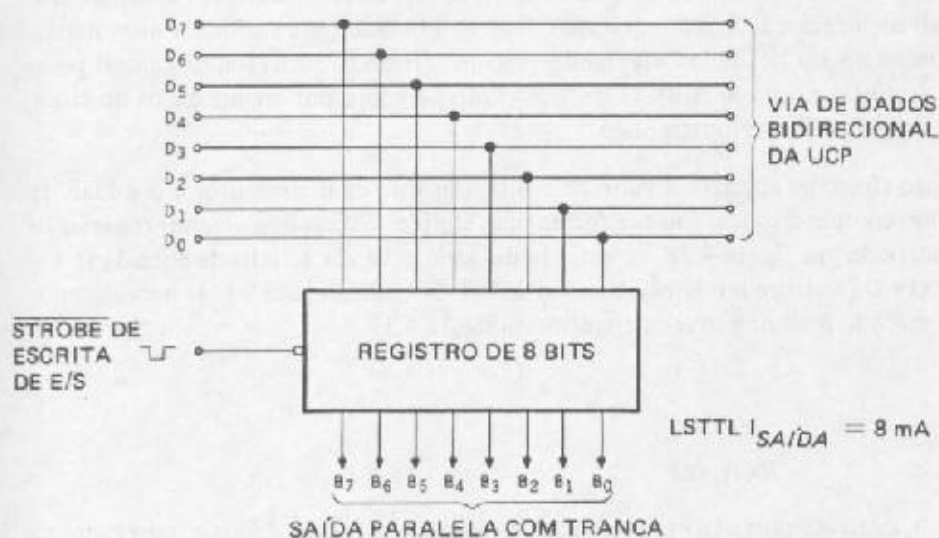 D7
D6
D5
D4
D3
D2
D1
D0
VIA DE DADOS
BIDIRECIONAL
DA UCP
STROBE DE
ESCRITA
DE E/S
REGISTRO DE 8 BITS
LSTTL I SAÍDA = 8 mA
B7 B6 B5 B4 B3 B2 B1 B0
SAÍDA PARALELA COM TRANCA